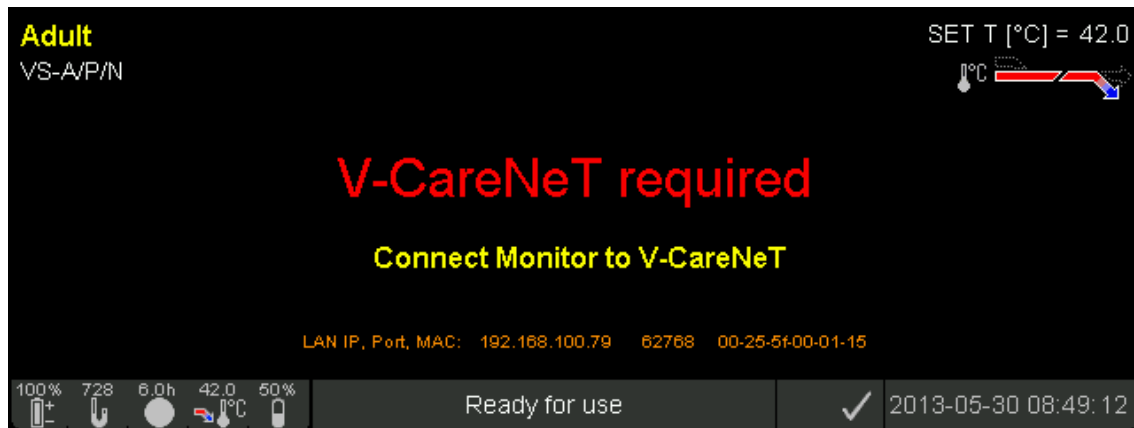 Adult
SET T [°C] = 42.0
VS-A/P/N
°C
V-CareNeT required
Connect Monitor to V-CareNeT
LAN IP, Port, MAC: 192.168.100.79 62768 00-25-5f-00-01-15
100% 728 6.0h 42.0 50%
°C
Ready for use
2013-05-30 08:49:12